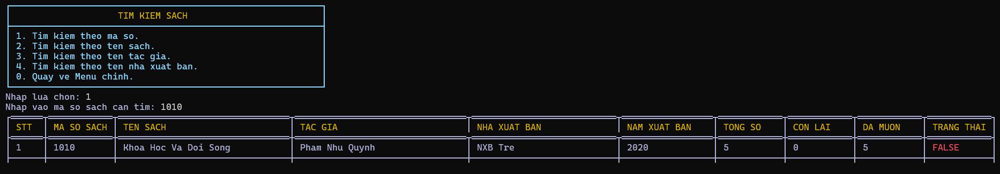 TIM KIEM SACH
1. Tim kiem theo ma so.
2. Tim kiem theo ten sach.
3. Tim kiem theo ten tac gia.
4. Tim kiem theo ten nha xuat ban.
0. Quay ve Menu chinh.
Nhap lua chon: 1
Nhap vao ma so sach can tim: 1010
STT MA SO SACH TEN SACH TAC GIA NHA XUAT BAN NAM XUAT BAN TONG SO CON LAI DA MUON TRANG THAI
1 1010 Khoa Hoc Va Doi Song Pham Nhu Quynh NXB Tre 2020 5 0 5 FALSE